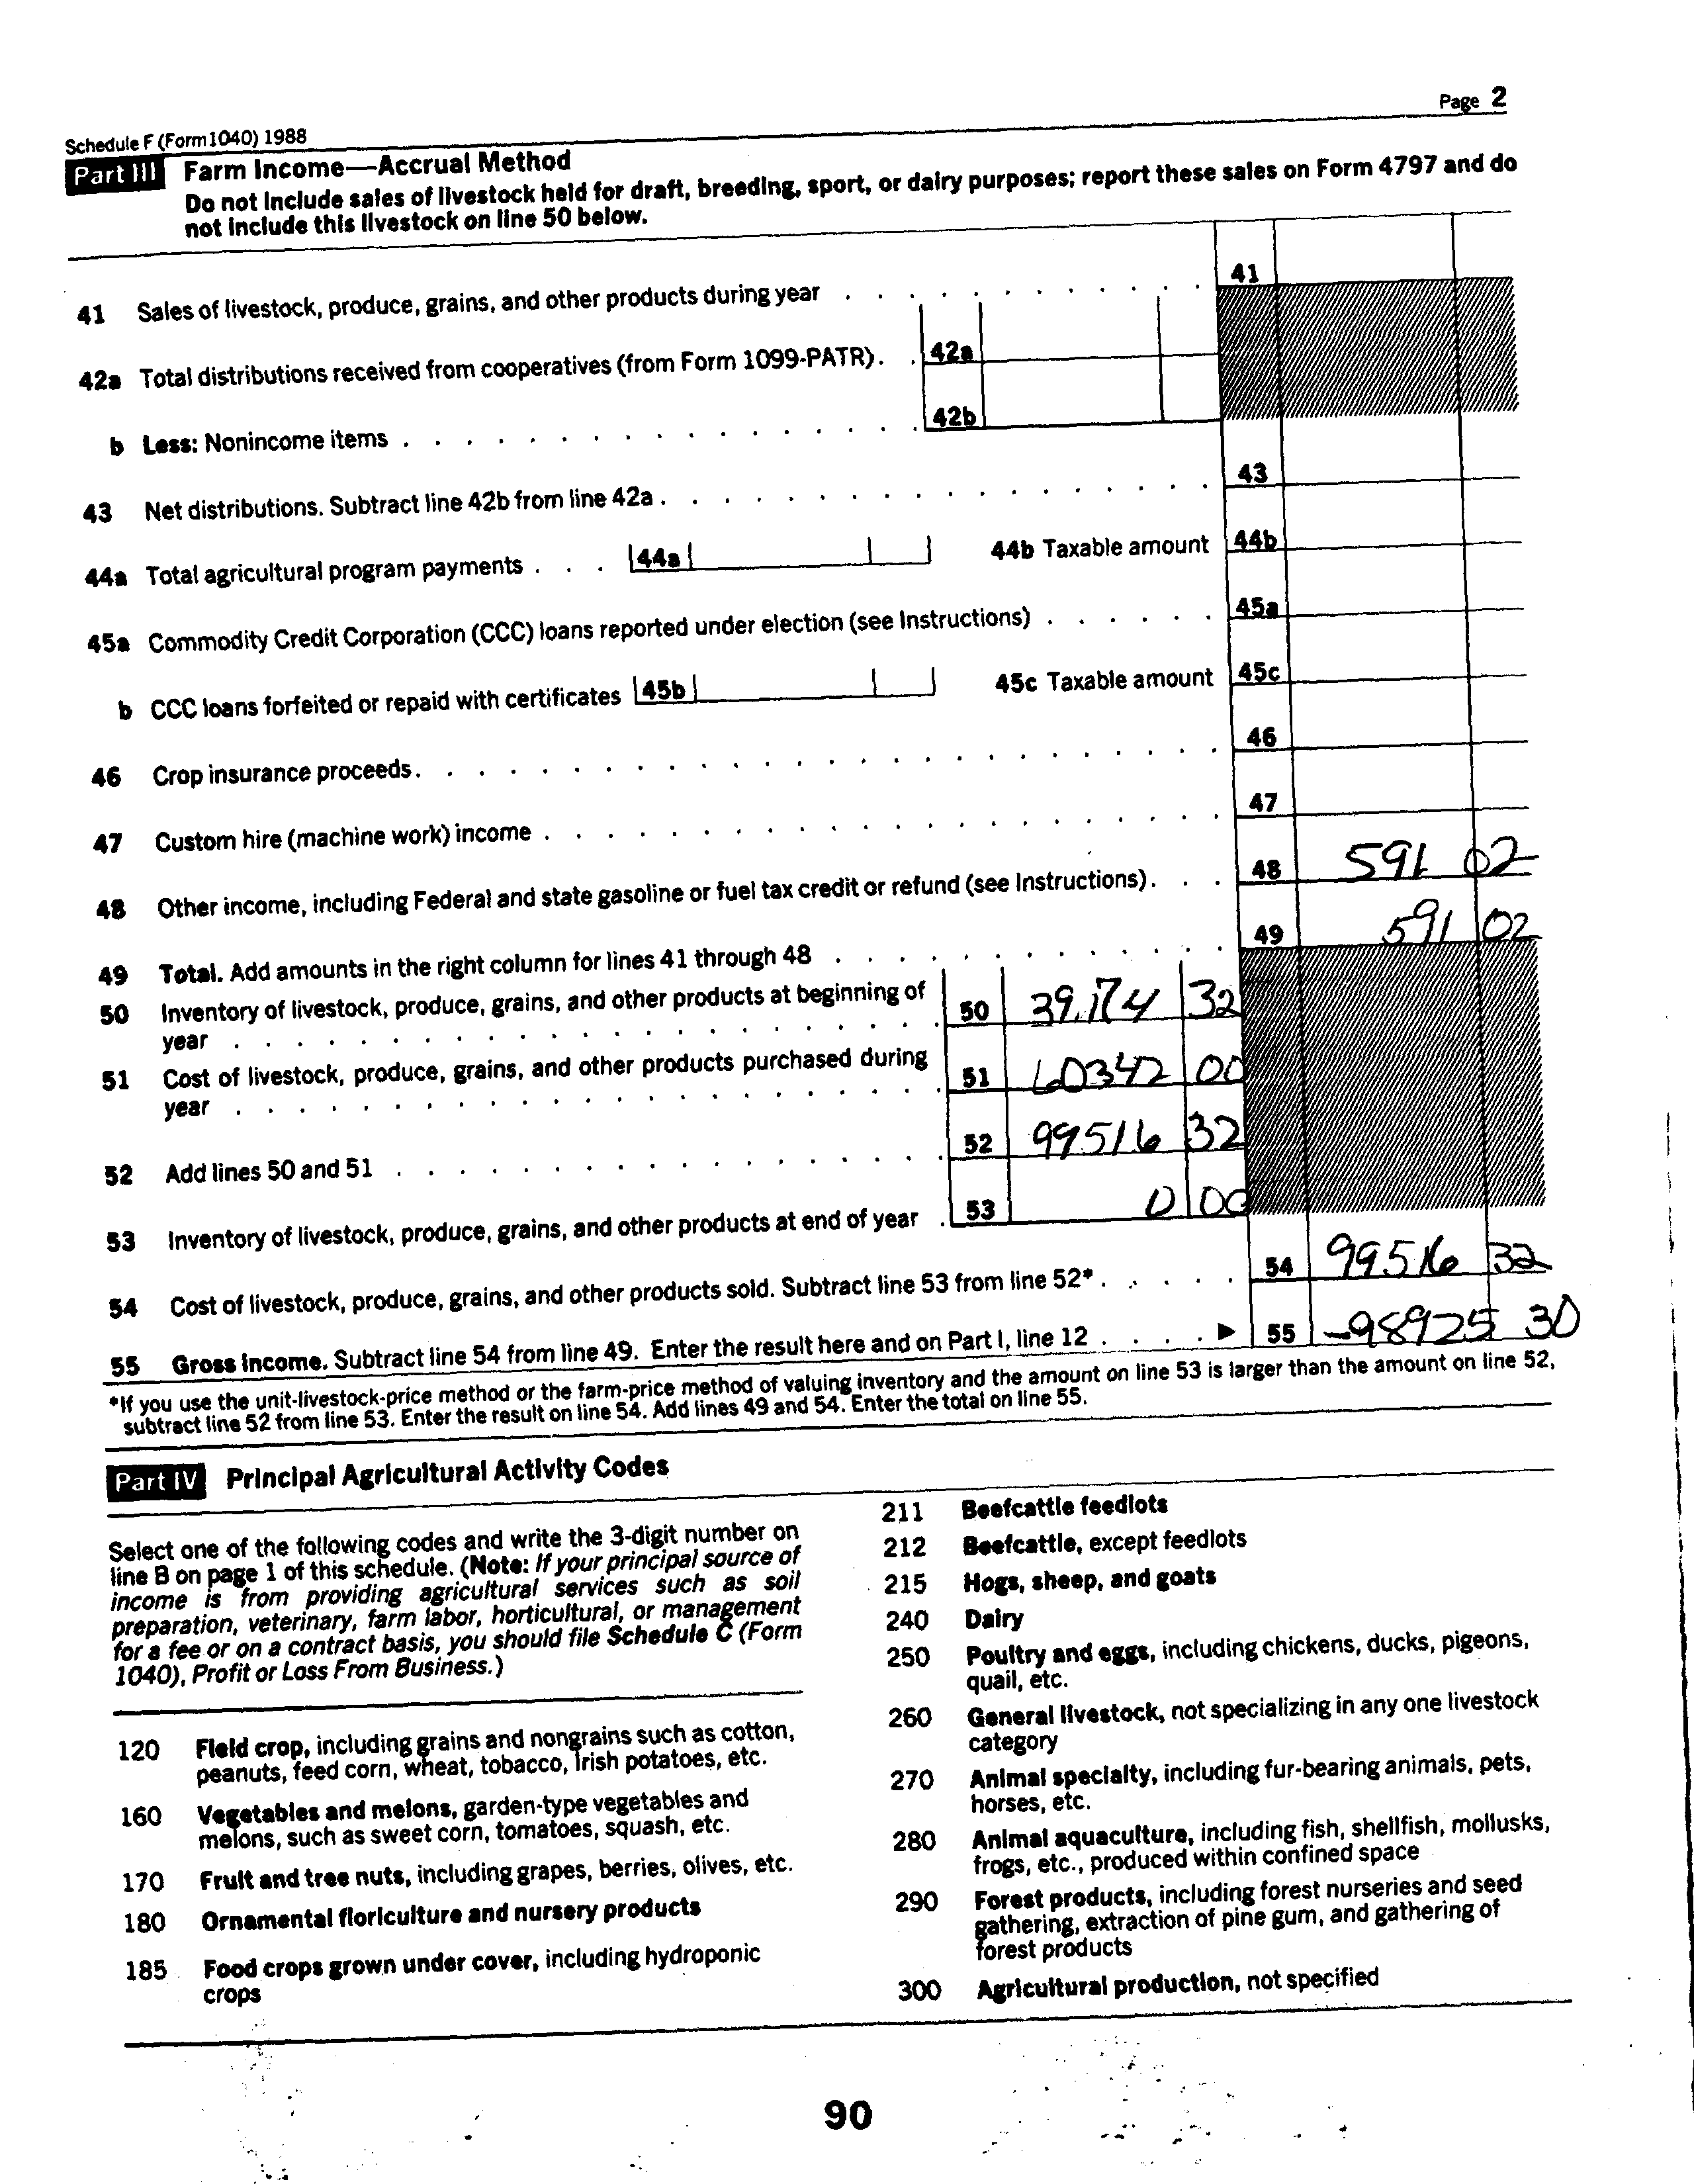 Page 2
Schedule F (Form 1040) 1988
Part III Farm Income—Accrual Method
Do not include sales of livestock held for draft, breeding, sport, or dairy purposes; report these sales on Form 4797 and do
not include this livestock on line 50 below.
41 Sales of livestock, produce, grains, and other products during year . . . . . . . . . . . . 41
42a Total distributions received from cooperatives (from Form 1099-PATR). . 42a
b Less: Nonincome items . . . . . . . . . . . . . . . . . 42b
43 Net distributions. Subtract line 42b from line 42a . . . . . . . . . . . . . . . . . . 43
44a Total agricultural program payments . . . 44a 44b Taxable amount 44b
45a Commodity Credit Corporation (CCC) loans reported under election (see Instructions) . . . . . . 45a
b CCC loans forfeited or repaid with certificates 45b 45c Taxable amount 45c
46 Crop insurance proceeds. . . . . . . . . . . . . . . . . . . . . . . . . . 46
47 Custom hire (machine work) income . . . . . . . . . . . . . . . . . . . . . . 47
48 Other income, including Federal and state gasoline or fuel tax credit or refund (see Instructions). . . 48 591 02
49 Total. Add amounts in the right column for lines 41 through 48 . . . . . . . . . . . . . 49 591 02
50 Inventory of livestock, produce, grains, and other products at beginning of
year . . . . . . . . . . . . . . . . . . . . . . . 50 39,174 32
51 Cost of livestock, produce, grains, and other products purchased during
year . . . . . . . . . . . . . . . . . . . . . . . 51 60342 00
52 Add lines 50 and 51 . . . . . . . . . . . . . . . . . . 52 99516 32
53 Inventory of livestock, produce, grains, and other products at end of year . 53 0 00
54 Cost of livestock, produce, grains, and other products sold. Subtract line 53 from line 52* . . . . . 54 99516 32
55 Gross income. Subtract line 54 from line 49. Enter the result here and on Part I, line 12 . . . . ▶ 55 -98925 30
*If you use the unit-livestock-price method or the farm-price method of valuing inventory and the amount on line 53 is larger than the amount on line 52,
subtract line 52 from line 53. Enter the result on line 54. Add lines 49 and 54. Enter the total on line 55.
Part IV Principal Agricultural Activity Codes
Select one of the following codes and write the 3-digit number on
line B on page 1 of this schedule. (Note: If your principal source of
income is from providing agricultural services such as soil
preparation, veterinary, farm labor, horticultural, or management
for a fee or on a contract basis, you should file Schedule C (Form
1040), Profit or Loss From Business.)
120 Field crop, including grains and nongrains such as cotton,
peanuts, feed corn, wheat, tobacco, Irish potatoes, etc.
160 Vegetables and melons, garden-type vegetables and
melons, such as sweet corn, tomatoes, squash, etc.
170 Fruit and tree nuts, including grapes, berries, olives, etc.
180 Ornamental floriculture and nursery products
185 Food crops grown under cover, including hydroponic
crops
211 Beefcattle feedlots
212 Beefcattle, except feedlots
215 Hogs, sheep, and goats
240 Dairy
250 Poultry and eggs, including chickens, ducks, pigeons,
quail, etc.
260 General livestock, not specializing in any one livestock
category
270 Animal specialty, including fur-bearing animals, pets,
horses, etc.
280 Animal aquaculture, including fish, shellfish, mollusks,
frogs, etc., produced within confined space
290 Forest products, including forest nurseries and seed
gathering, extraction of pine gum, and gathering of
forest products
300 Agricultural production, not specified
90